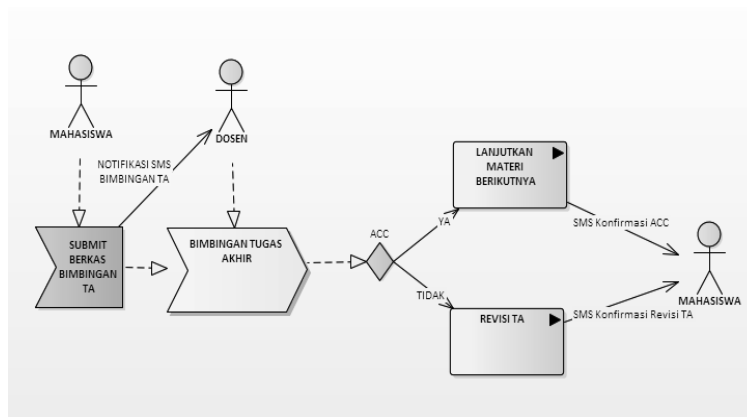 MAHASISWA
DOSEN
NOTIFIKASI SMS
BIMBINGAN TA
SUBMIT
BERKAS
BIMBINGAN
TA
BIMBINGAN TUGAS
AKHIR
ACC
YA
TIDAK
LANJUTKAN
MATERI
BERIKUTNYA
REVISI TA
SMS Konfirmasi ACC
SMS Konfirmasi Revisi TA
MAHASISWA